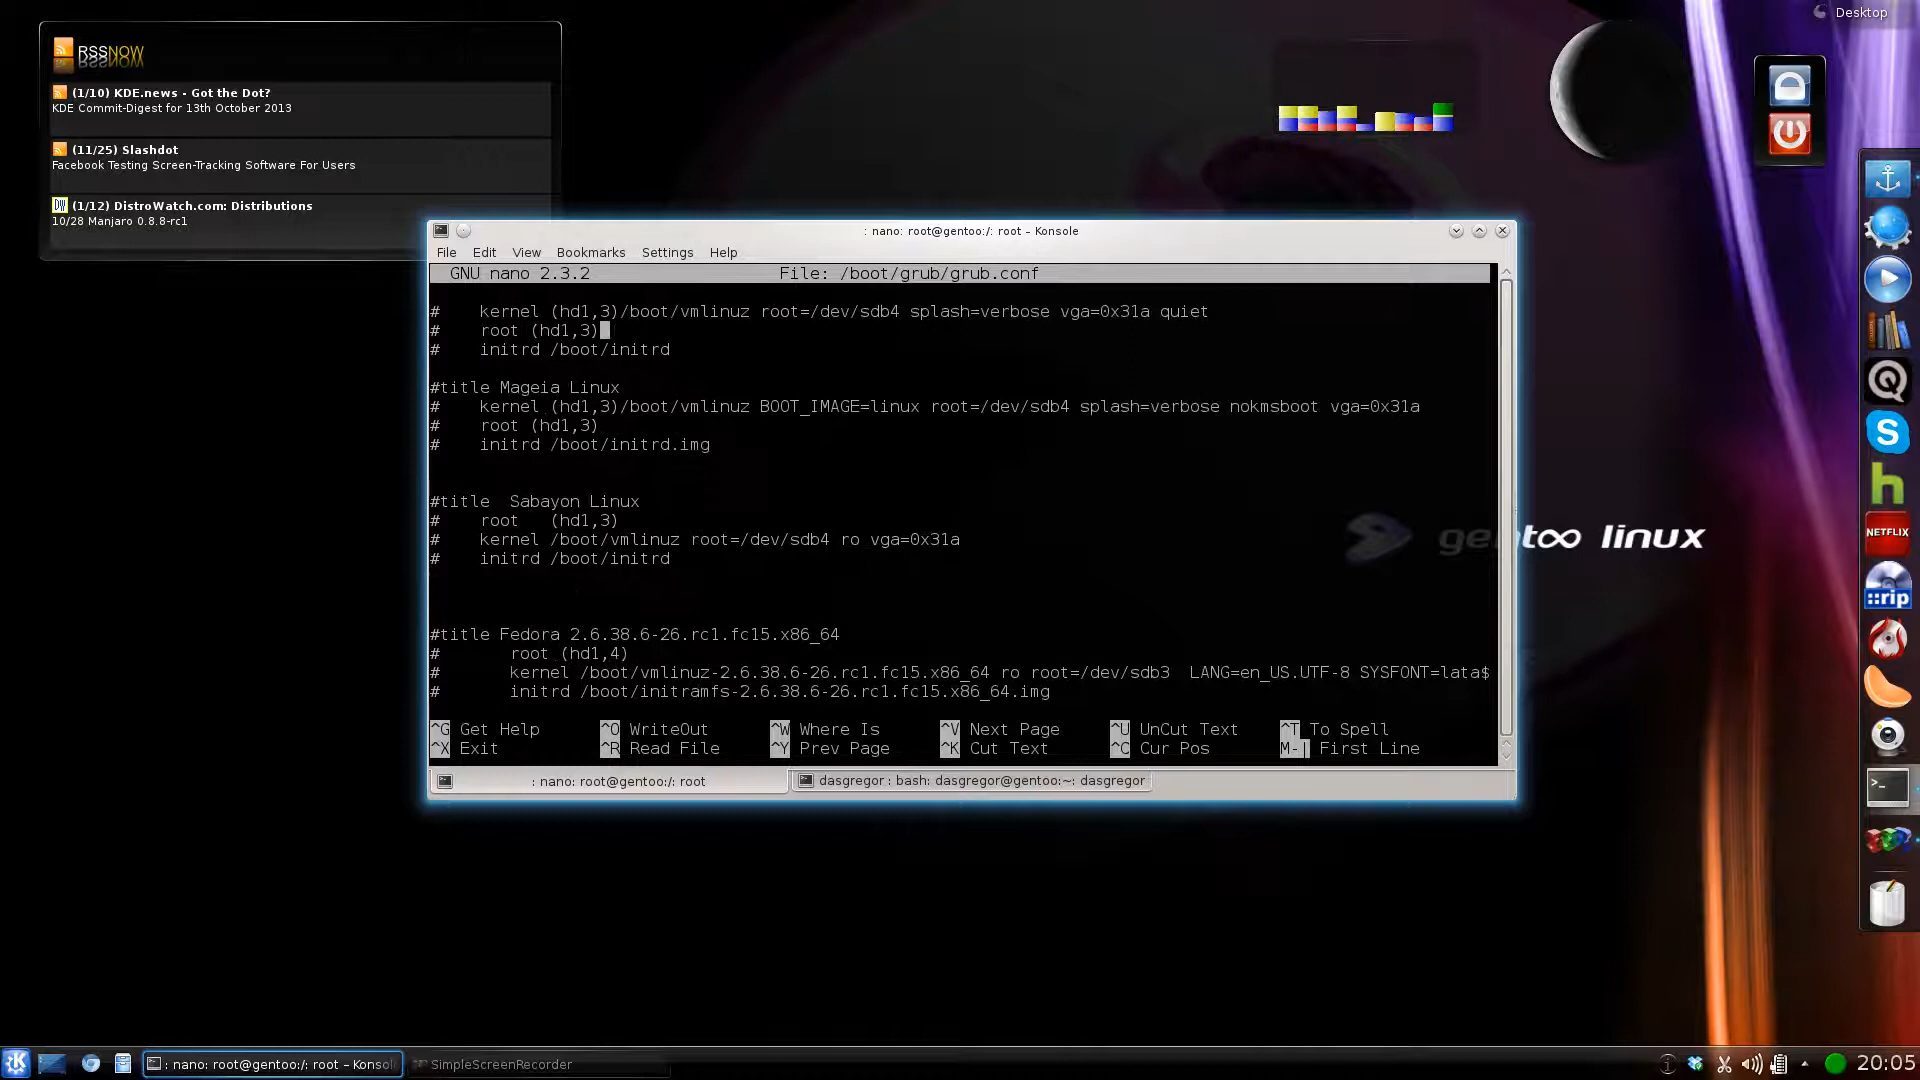 Desktop
RSSNOW
(1/10) KDE.news - Got the Dot?
KDE Commit-Digest for 13th October 2013
(11/25) Slashdot
Facebook Testing Screen-Tracking Software For Users
(1/12) DistroWatch.com: Distributions
10/28 Manjaro 0.8.8-rc1
: nano: root@gentoo:/: root – Konsole
File Edit View Bookmarks Settings Help
GNU nano 2.3.2 File: /boot/grub/grub.conf
# kernel (hd1,3)/boot/vmlinuz root=/dev/sdb4 splash=verbose vga=0x31a quiet
# root (hd1,3)
# initrd /boot/initrd
#title Mageia Linux
# kernel (hd1,3)/boot/vmlinuz BOOT_IMAGE=linux root=/dev/sdb4 splash=verbose nokmsboot vga=0x31a
# root (hd1,3)
# initrd /boot/initrd.img
#title  Sabayon Linux
# root   (hd1,3)
# kernel /boot/vmlinuz root=/dev/sdb4 ro vga=0x31a
# initrd /boot/initrd
#title Fedora 2.6.38.6-26.rc1.fc15.x86_64
# root (hd1,4)
# kernel /boot/vmlinuz-2.6.38.6-26.rc1.fc15.x86_64 ro root=/dev/sdb3  LANG=en_US.UTF-8 SYSFONT=lata$
# initrd /boot/initramfs-2.6.38.6-26.rc1.fc15.x86_64.img
^G Get Help ^O WriteOut ^W Where Is ^V Next Page ^U UnCut Text ^T To Spell
^X Exit ^R Read File ^Y Prev Page ^K Cut Text ^C Cur Pos M-| First Line
: nano: root@gentoo:/: root
dasgregor : bash: dasgregor@gentoo:~: dasgregor
gentoo linux
DW
S
h
NETFLIX
::rip
>_
: nano: root@gentoo:/: root – Konsol
SimpleScreenRecorder
20:05